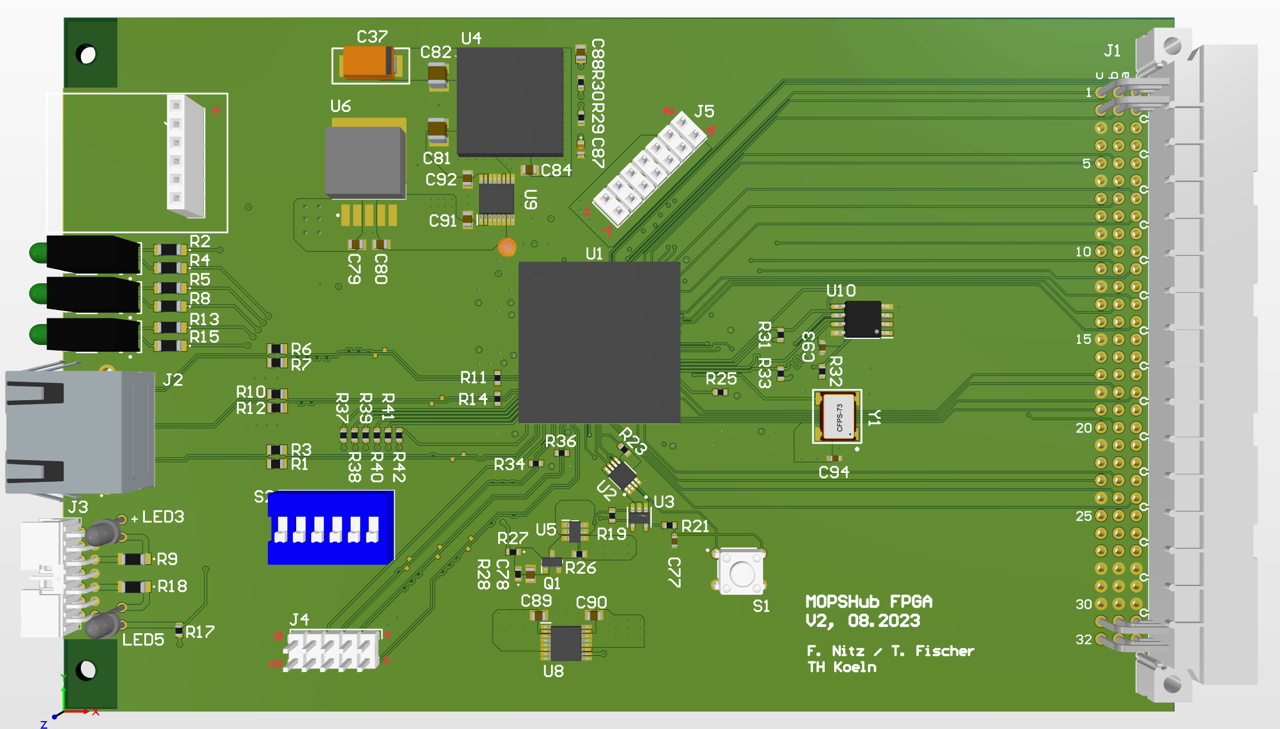 C37
U4
C82
C88 R30 R29 C87
J1
c b a
1
U6
J5
C81
C84
C92
U9
C91
5
R2
R4
C79
C80
U1
10
R5
R8
U10
R13
R15
R31
C93
15
R6
R7
J2
R11
R33
R32
R10
R12
R14
R25
R37
R39
R41
CFPS-73
Y1
20
R36
R23
R3
R1
R38
R40
R42
R34
C94
U2
S2
J3
+ LED3
U3
25
U5
R19
R21
R27
R9
R28
C78
R26
C77
Q1
R18
S1
C89
C90
MOPSHub FPGA
V2, 08.2023
30
J4
LED5
R17
32
F. Nitz / T. Fischer
TH Koeln
U8
Y
X
Z